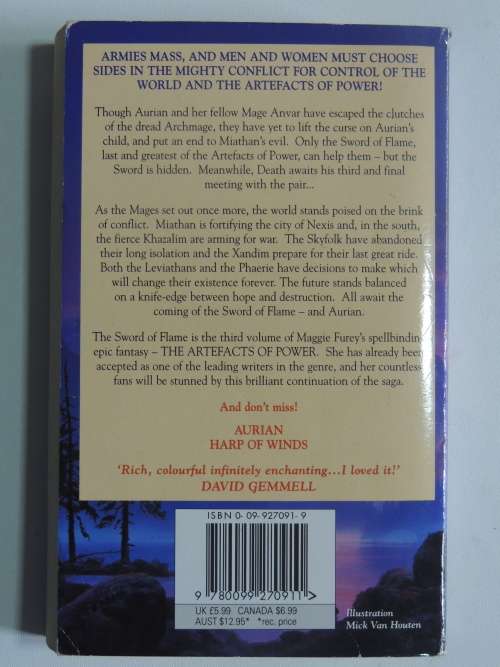 ARMIES MASS, AND MEN AND WOMEN MUST CHOOSE
SIDES IN THE MIGHTY CONFLICT FOR CONTROL OF THE
WORLD AND THE ARTEFACTS OF POWER!
Though Aurian and her fellow Mage Anvar have escaped the clutches
of the dread Archmage, they have yet to lift the curse on Aurian's
child, and put an end to Miathan's evil. Only the Sword of Flame,
last and greatest of the Artefacts of Power, can help them – but the
Sword is hidden. Meanwhile, Death awaits his third and final
meeting with the pair...
As the Mages set out once more, the world stands poised on the brink
of conflict. Miathan is fortifying the city of Nexis and, in the south,
the fierce Khazalim are arming for war. The Skyfolk have abandoned
their long isolation and the Xandim prepare for their last great ride.
Both the Leviathans and the Phaerie have decisions to make which
will change their existence forever. The future stands balanced
on a knife-edge between hope and destruction. All await the
coming of the Sword of Flame – and Aurian.
The Sword of Flame is the third volume of Maggie Furey's spellbinding
epic fantasy – THE ARTEFACTS OF POWER. She has already been
accepted as one of the leading writers in the genre, and her countless
fans will be stunned by this brilliant continuation of the saga.
And don't miss!
AURIAN
HARP OF WINDS
'Rich, colourful infinitely enchanting...I loved it!'
DAVID GEMMELL
ISBN 0-09-927091-9
9 780099 270911 >
UK £5.99 CANADA $6.99
AUST $12.95* *rec. price
Illustration
Mick Van Houten